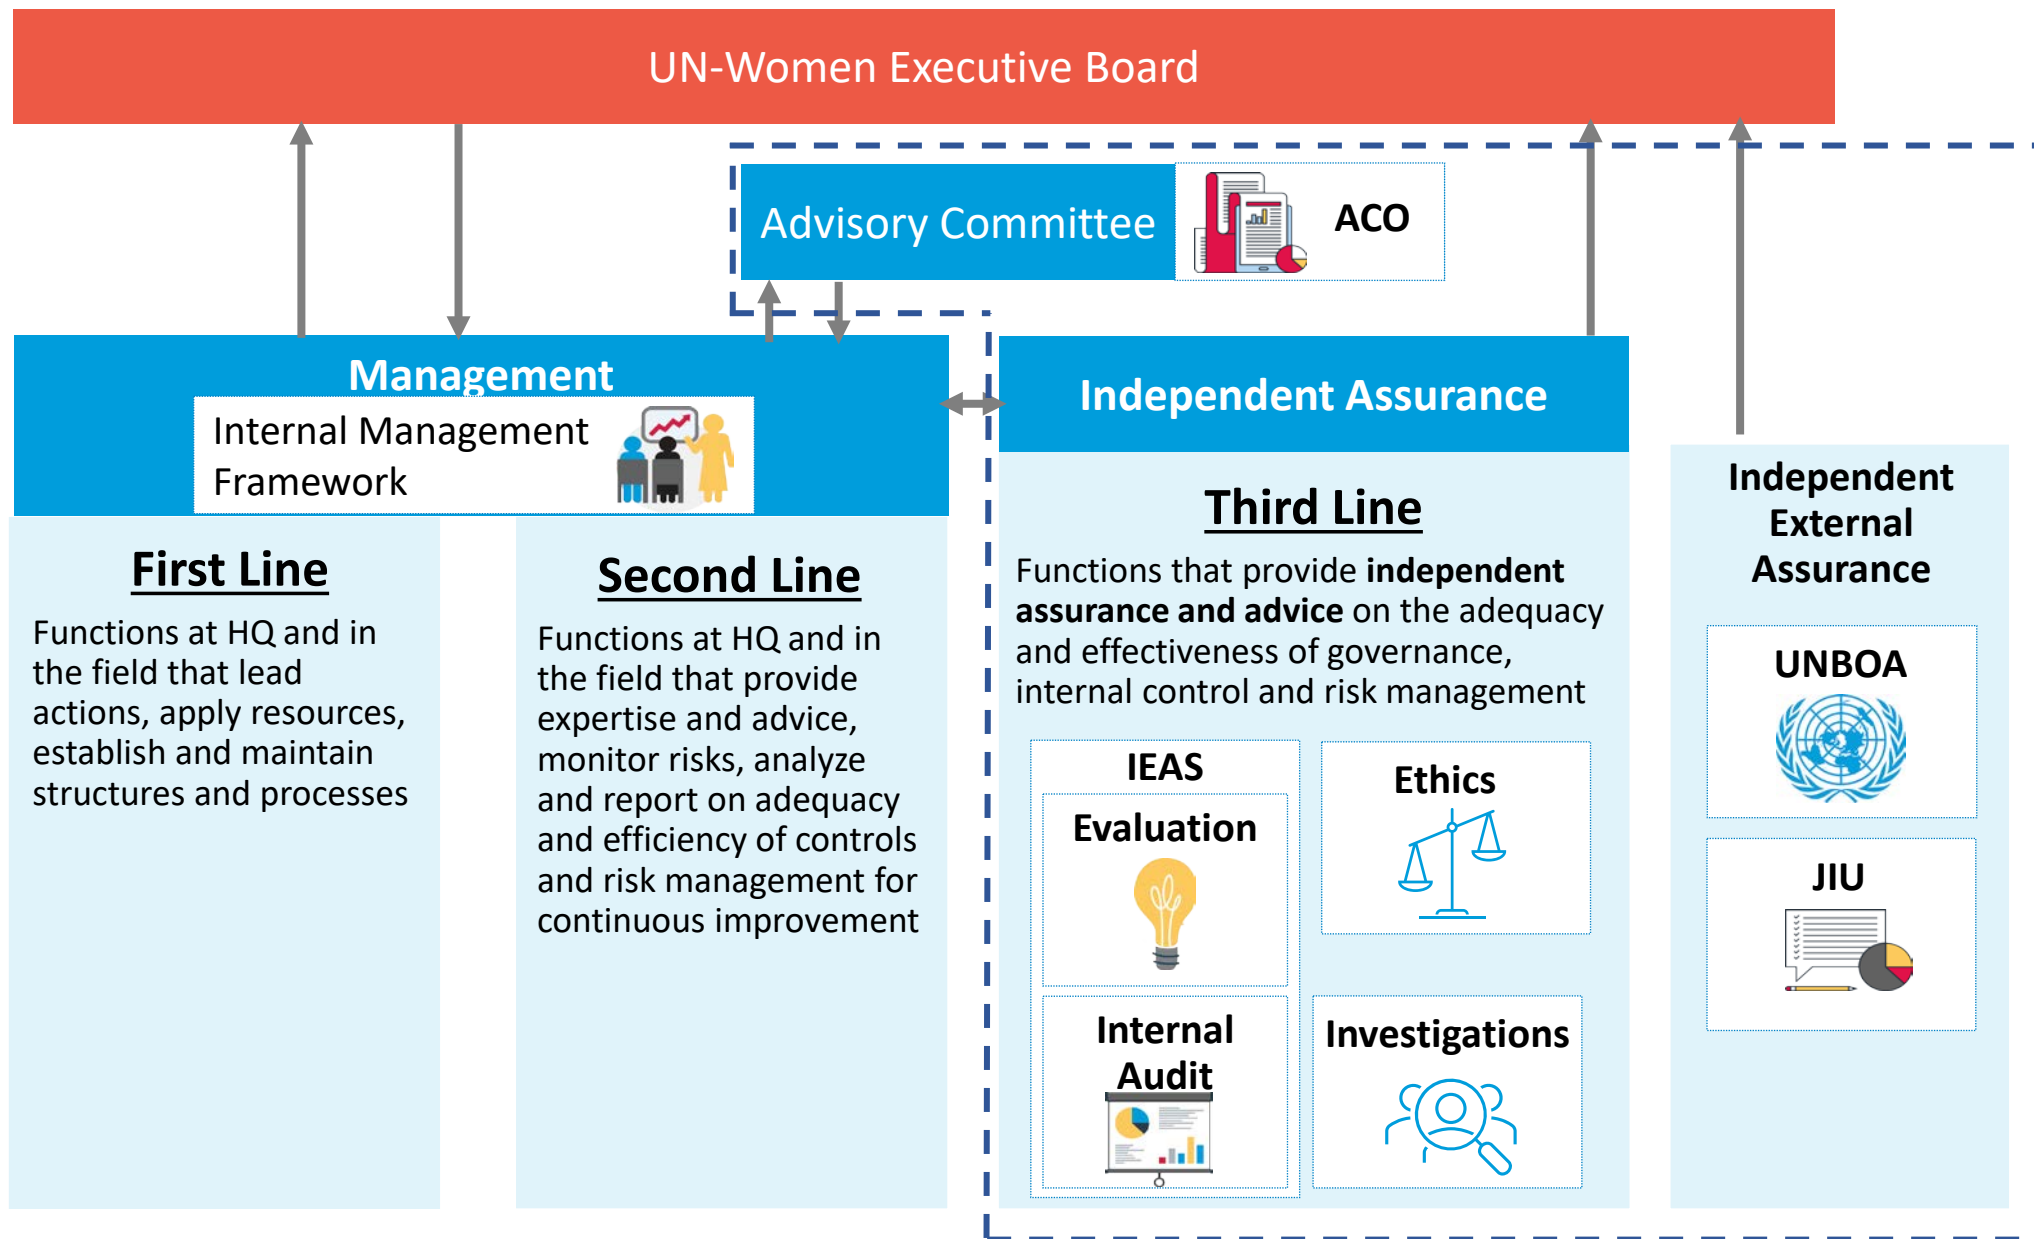 UN-Women Executive Board
Advisory Committee
ACO
Management
Internal Management
Framework
Independent Assurance
First Line
Functions at HQ and in
the field that lead
actions, apply resources,
establish and maintain
structures and processes
Second Line
Functions at HQ and in
the field that provide
expertise and advice,
monitor risks, analyze
and report on adequacy
and efficiency of controls
and risk management for
continuous improvement
Third Line
Functions that provide independent
assurance and advice on the adequacy
and effectiveness of governance,
internal control and risk management
IEAS
Evaluation
Internal
Audit
Ethics
Investigations
Independent
External
Assurance
UNBOA
JIU